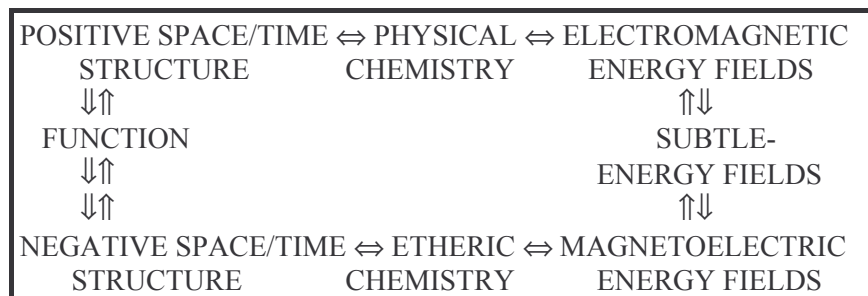 POSITIVE SPACE/TIME ⇔ PHYSICAL ⇔ ELECTROMAGNETIC
STRUCTURE CHEMISTRY ENERGY FIELDS
⇓⇑ ⇑⇓
FUNCTION SUBTLE-
⇓⇑ ENERGY FIELDS
⇓⇑ ⇑⇓
NEGATIVE SPACE/TIME ⇔ ETHERIC ⇔ MAGNETOELECTRIC
STRUCTURE CHEMISTRY ENERGY FIELDS